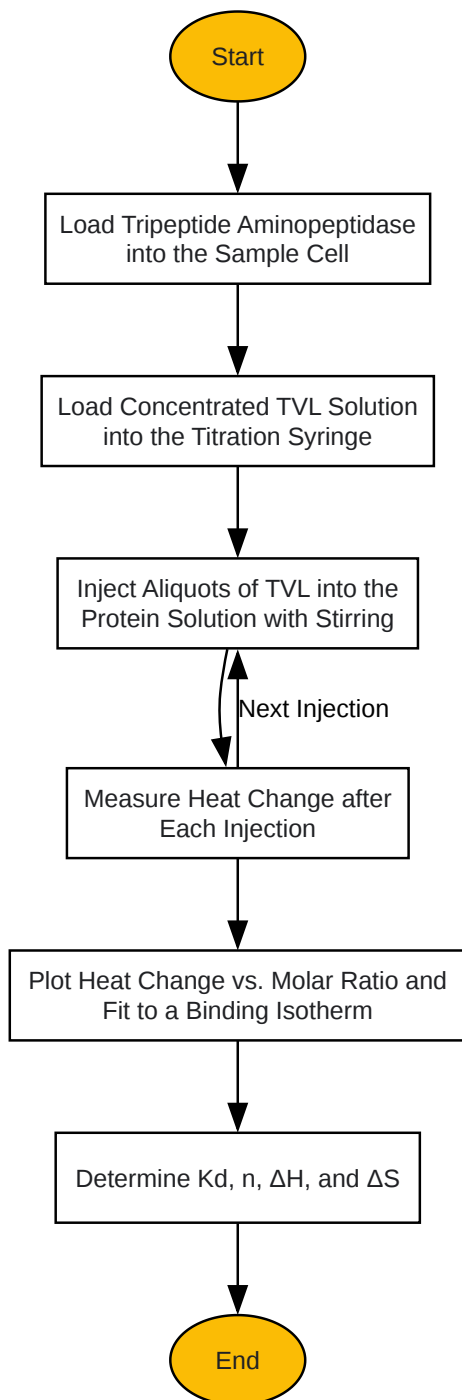 Start
Load Tripeptide Aminopeptidase
into the Sample Cell
Load Concentrated TVL Solution
into the Titration Syringe
Inject Aliquots of TVL into the
Protein Solution with Stirring
Next Injection
Measure Heat Change after
Each Injection
Plot Heat Change vs. Molar Ratio and
Fit to a Binding Isotherm
Determine Kd, n, ΔH, and ΔS
End